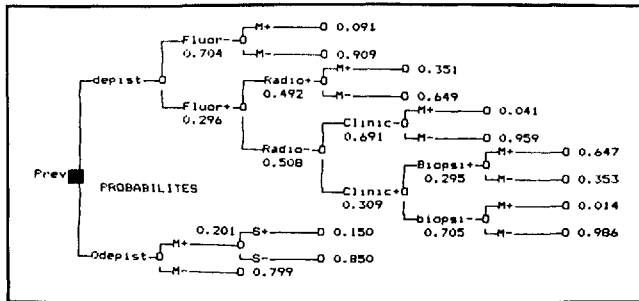 M+ 0.091
Fluor-
0.704 M- 0.909
depist M+ 0.351
Radio+
Fluor+ 0.492 M- 0.649
0.296 M+ 0.041
Clinic-
Radio- 0.691 M- 0.959
0.508 M+ 0.647
Biopsi+
Clinic+ 0.295 M- 0.353
Prev 0.309 M+ 0.014
PROBABILITES biopsi-
0.705 M- 0.986
0.201 S+ 0.150
M+
Odepist S- 0.850
M- 0.799